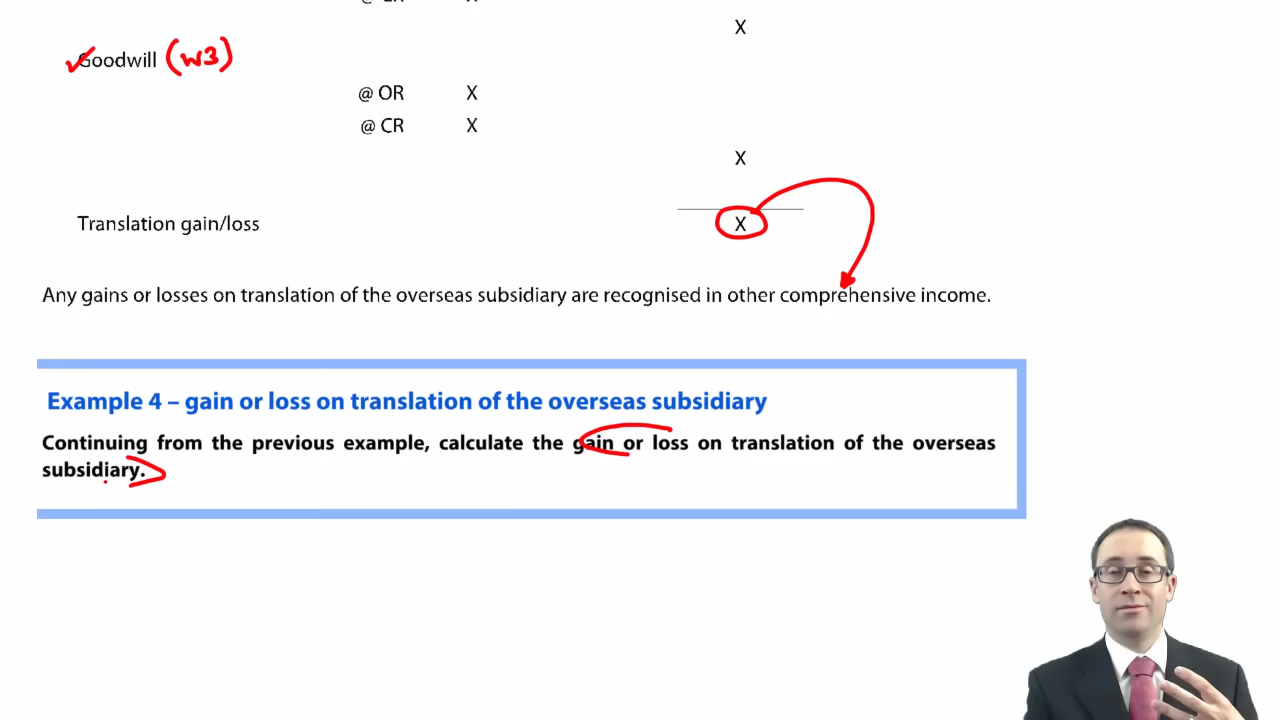 @ CR X
X
Goodwill (W3)
@ OR X
@ CR X
X
Translation gain/loss X
Any gains or losses on translation of the overseas subsidiary are recognised in other comprehensive income.
Example 4 – gain or loss on translation of the overseas subsidiary
Continuing from the previous example, calculate the gain or loss on translation of the overseas
subsidiary.